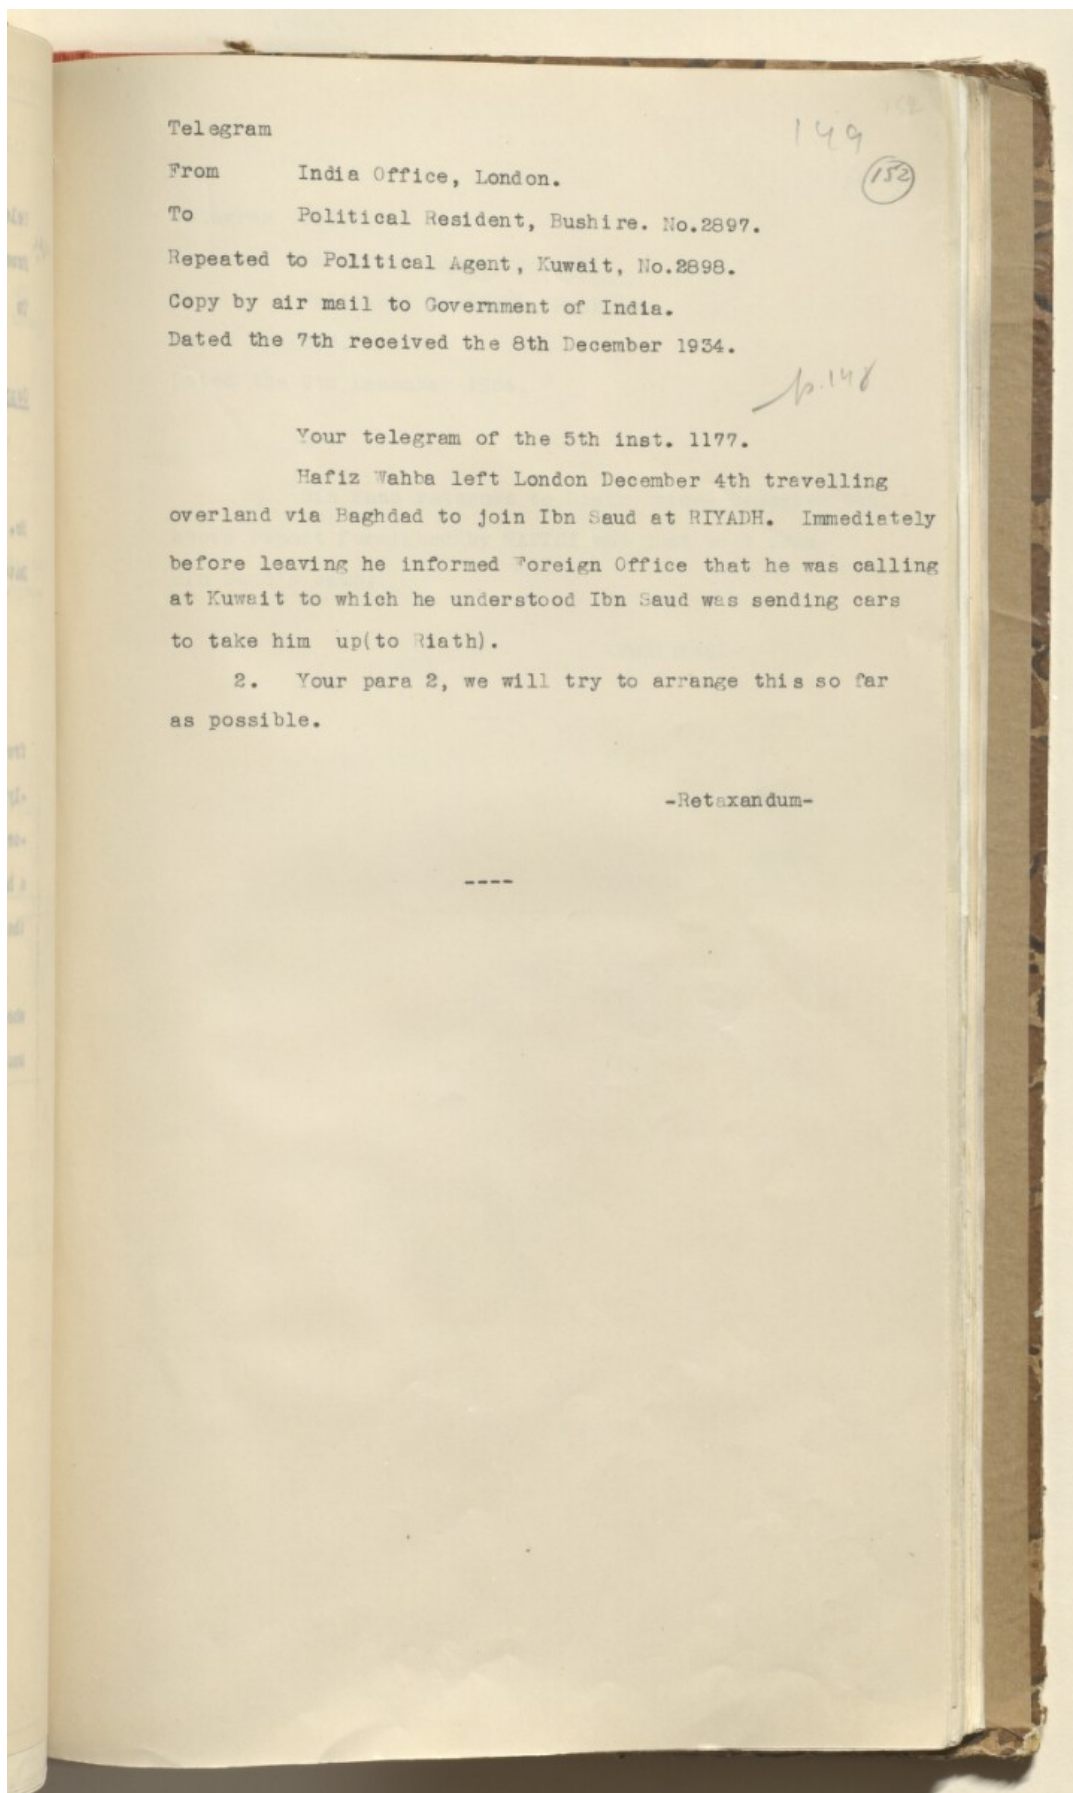 149
152
Telegram
From India Office, London.
To Political Resident, Bushire. No.2897.
Repeated to Political Agent, Kuwait, No.2898.
Copy by air mail to Government of India.
Dated the 7th received the 8th December 1934.
p.148
Your telegram of the 5th inst. 1177.
Hafiz Wahba left London December 4th travelling
overland via Baghdad to join Ibn Saud at RIYADH. Immediately
before leaving he informed Foreign Office that he was calling
at Kuwait to which he understood Ibn Saud was sending cars
to take him up(to Riath).
2. Your para 2, we will try to arrange this so far
as possible.
-Retaxandum-
----